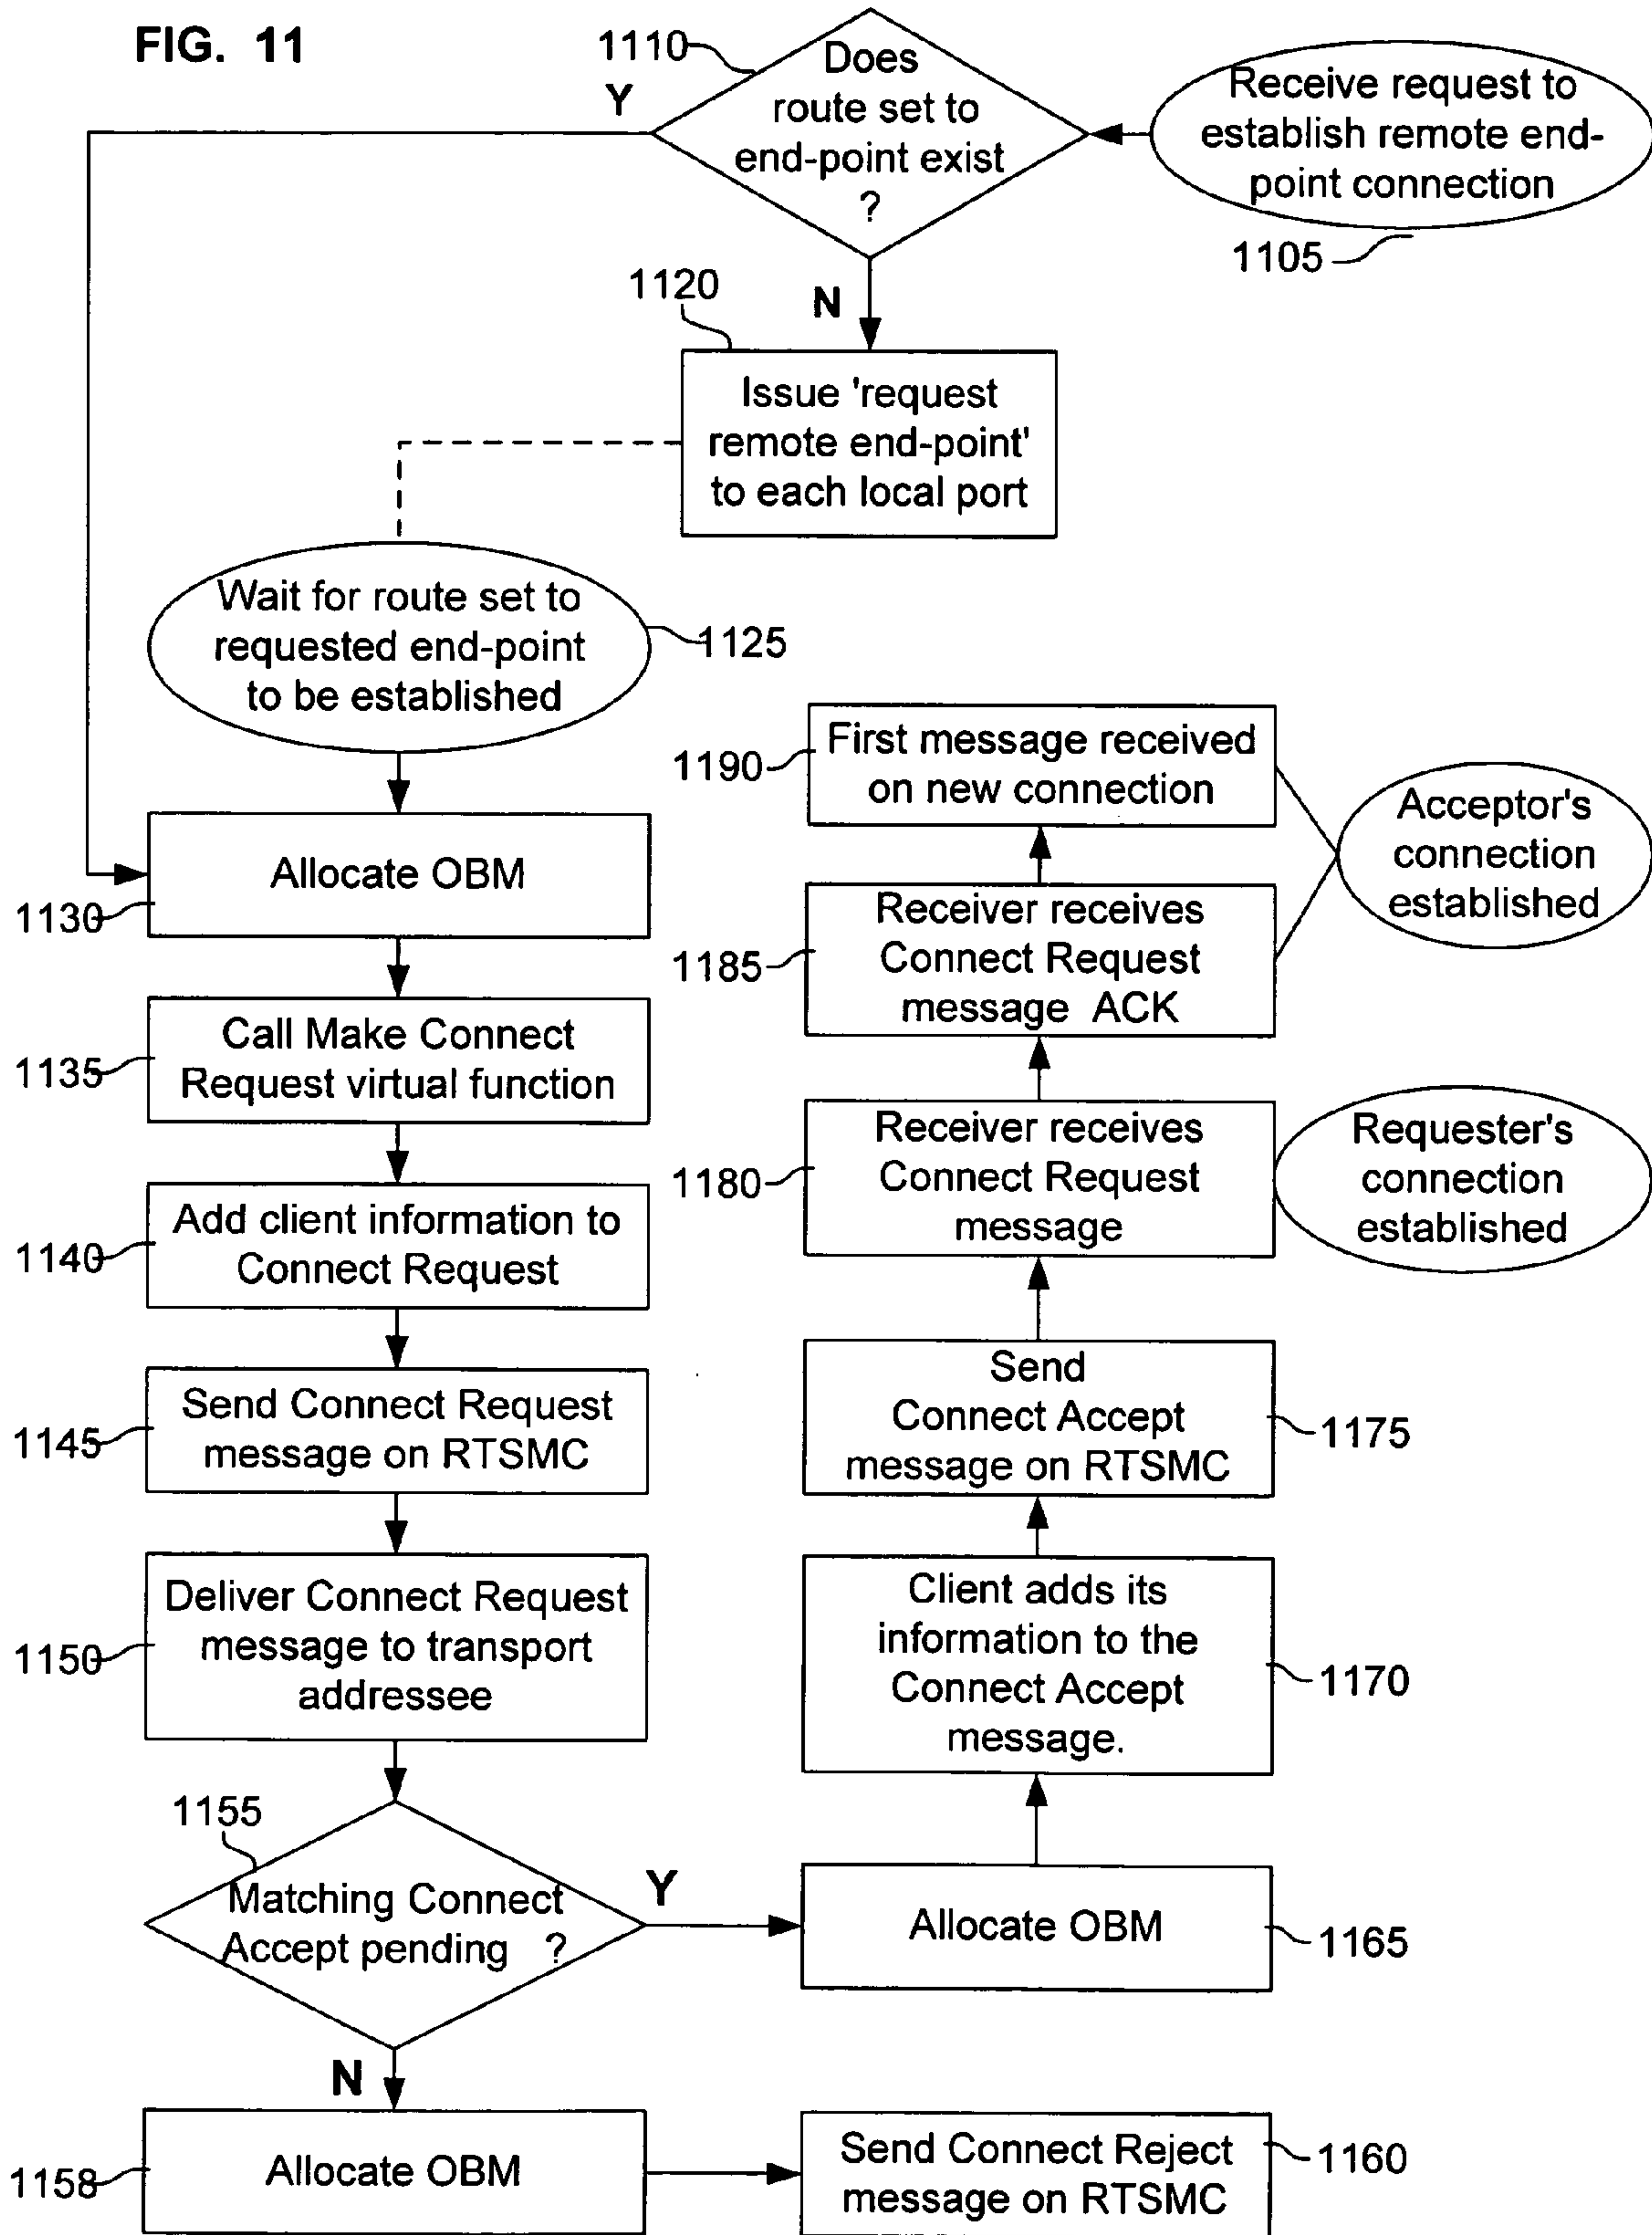 FIG. 11
1110
Does
route set to
end-point exist
?
Y
N
Receive request to
establish remote end-
point connection
1105
1120
Issue 'request
remote end-point'
to each local port
Wait for route set to
requested end-point
to be established
1125
Allocate OBM
1130
Call Make Connect
Request virtual function
1135
Add client information to
Connect Request
1140
Send Connect Request
message on RTSMC
1145
Deliver Connect Request
message to transport
addressee
1150
1155
Matching Connect
Accept pending ?
Y
N
Allocate OBM
1158
Send Connect Reject
message on RTSMC
1160
Allocate OBM
1165
Client adds its
information to the
Connect Accept
message.
1170
Send
Connect Accept
message on RTSMC
1175
Receiver receives
Connect Request
message
1180
Requester's
connection
established
Receiver receives
Connect Request
message ACK
1185
First message received
on new connection
1190
Acceptor's
connection
established